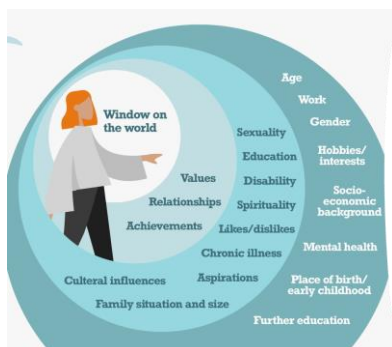 Window on
the world
Values
Relationships
Achievements
Sexuality
Education
Disability
Spirituality
Likes/dislikes
Chronic illness
Aspirations
Culteral influences
Family situation and size
Age
Work
Gender
Hobbies/
interests
Socio-
economic
background
Mental health
Place of birth/
early childhood
Further education